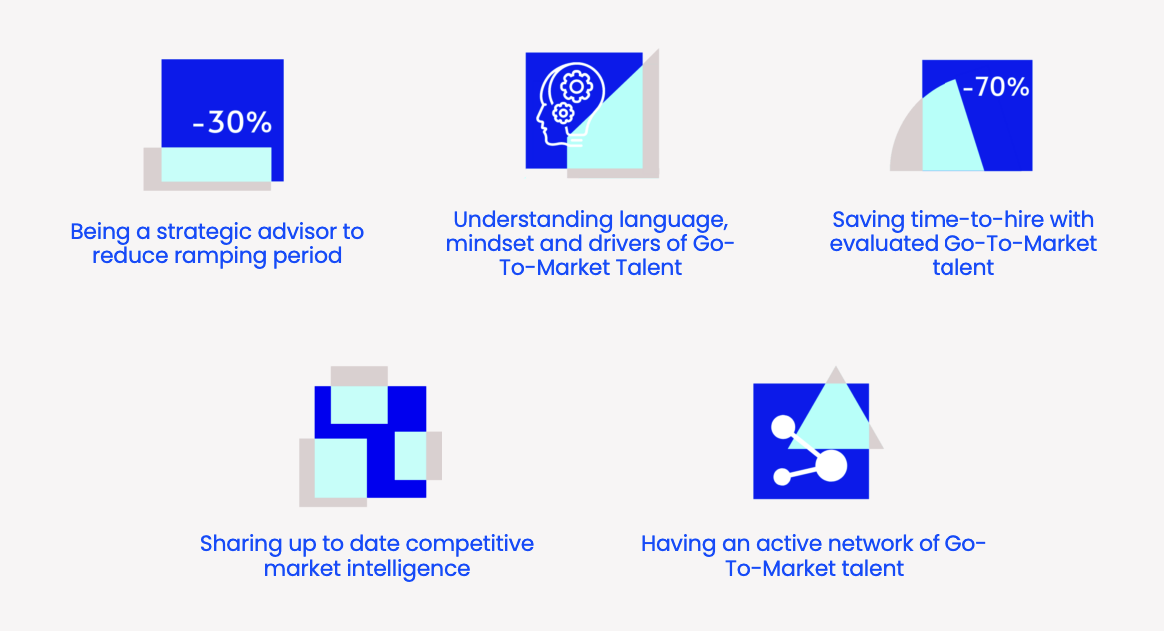 -30%
Being a strategic advisor to
reduce ramping period
Understanding language,
mindset and drivers of Go-
To-Market Talent
-70%
Saving time-to-hire with
evaluated Go-To-Market
talent
Sharing up to date competitive
market intelligence
Having an active network of Go-
To-Market talent